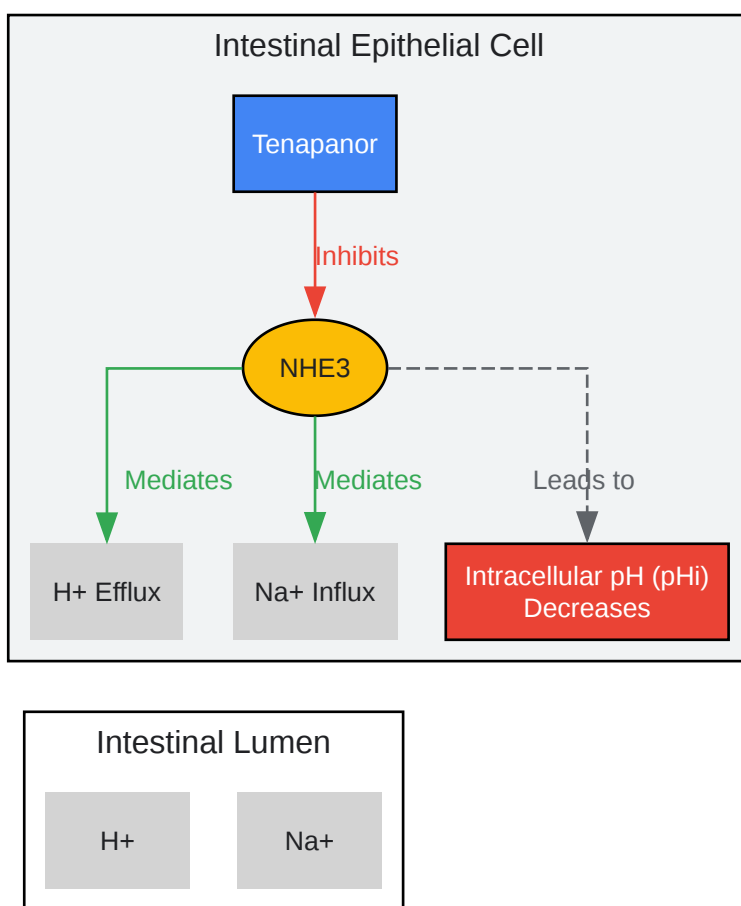 Intestinal Epithelial Cell
Tenapanor
Inhibits
NHE3
Mediates
Mediates
Leads to
H+ Efflux
Na+ Influx
Intracellular pH (pHi)
Decreases
Intestinal Lumen
H+
Na+